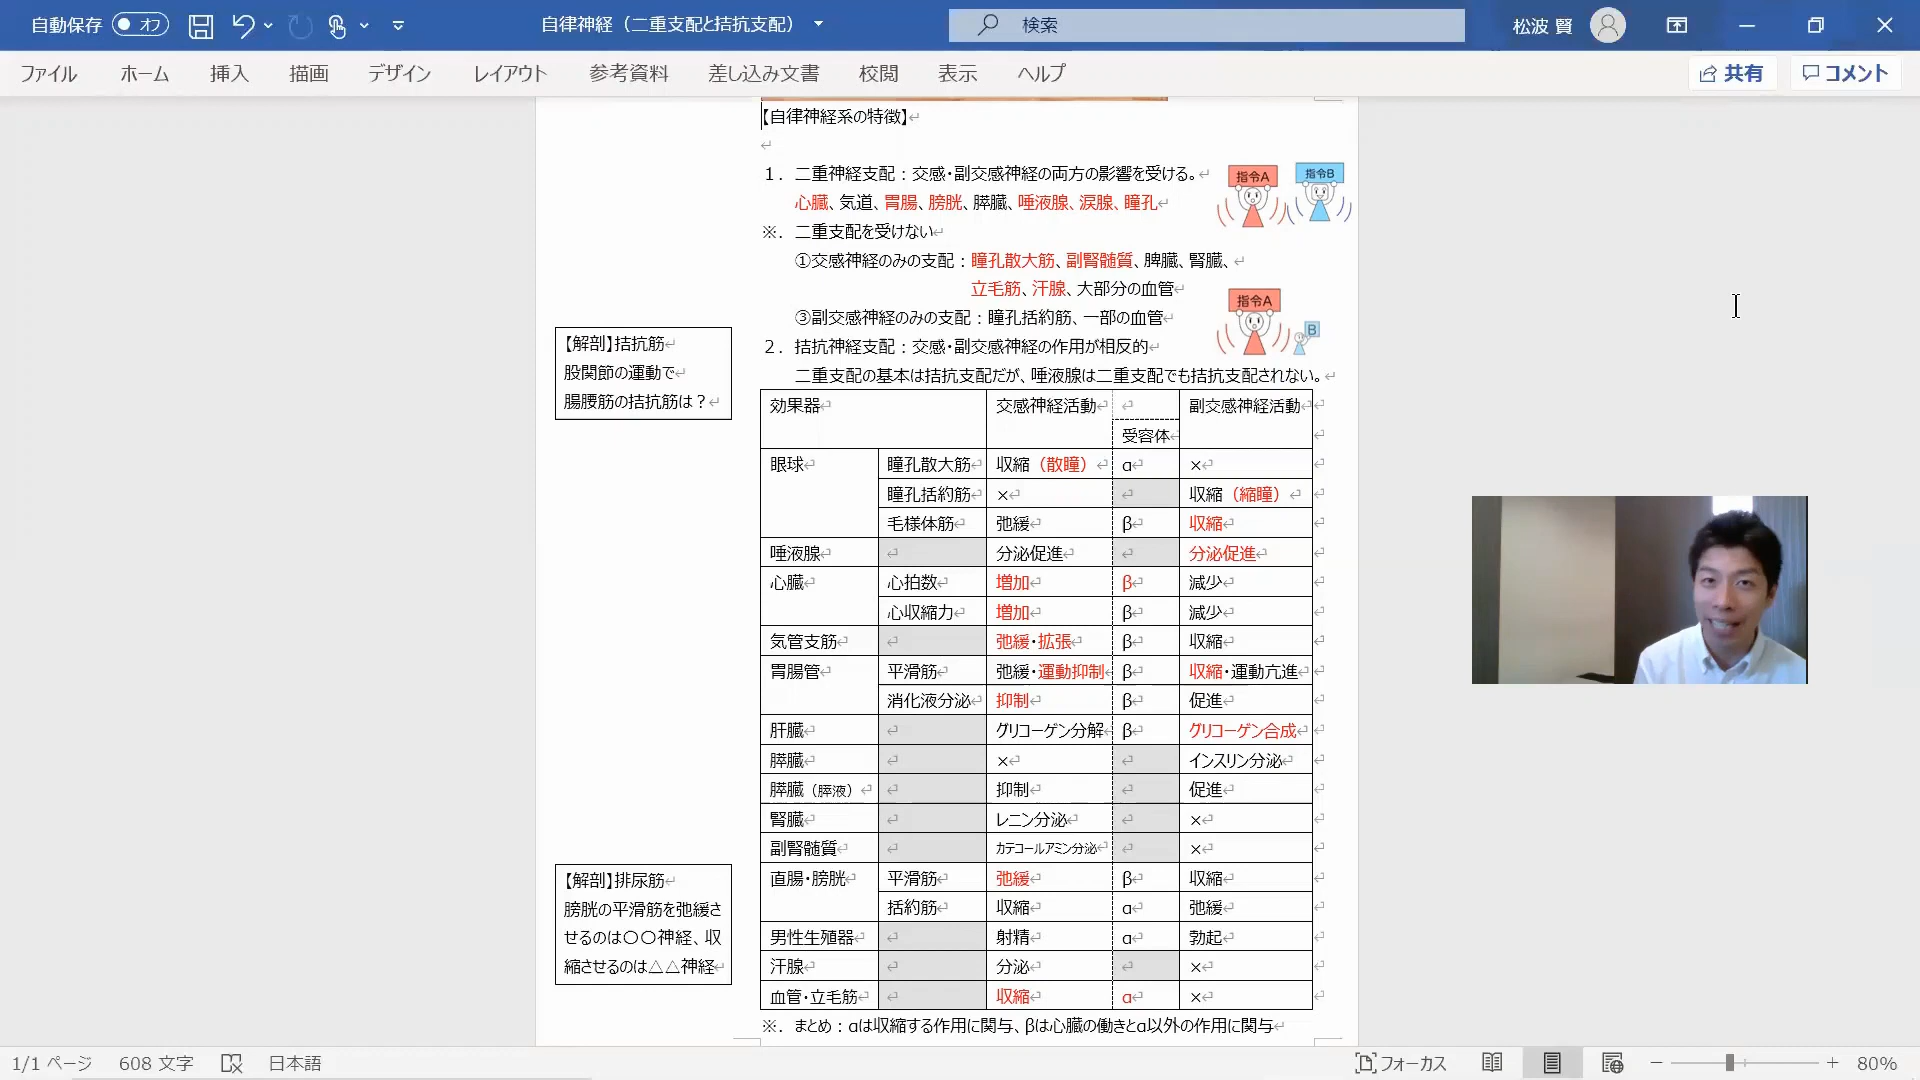 自動保存 オフ 自律神経（二重支配と拮抗支配） 検索 松波 賢
ファイル ホーム 挿入 描画 デザイン レイアウト 参考資料 差し込み文書 校閲 表示 ヘルプ 共有 コメント
【自律神経系の特徴】
１．二重神経支配：交感・副交感神経の両方の影響を受ける。
心臓、気道、胃腸、膀胱、膵臓、唾液腺、涙腺、瞳孔
指令A 指令B
※．二重支配を受けない
①交感神経のみの支配：瞳孔散大筋、副腎髄質、脾臓、腎臓、
立毛筋、汗腺、大部分の血管
③副交感神経のみの支配：瞳孔括約筋、一部の血管
指令A B
２．拮抗神経支配：交感・副交感神経の作用が相反的
二重支配の基本は拮抗支配だが、唾液腺は二重支配でも拮抗支配されない。
【解剖】拮抗筋
股関節の運動で
腸腰筋の拮抗筋は？
効果器 交感神経活動 副交感神経活動
受容体
眼球 瞳孔散大筋 収縮（散瞳） α ×
瞳孔括約筋 × 収縮（縮瞳）
毛様体筋 弛緩 β 収縮
唾液腺 分泌促進 分泌促進
心臓 心拍数 増加 β 減少
心収縮力 増加 β 減少
気管支筋 弛緩・拡張 β 収縮
胃腸管 平滑筋 弛緩・運動抑制 β 収縮・運動亢進
消化液分泌 抑制 β 促進
肝臓 グリコーゲン分解 β グリコーゲン合成
膵臓 × インスリン分泌
膵臓（膵液） 抑制 促進
腎臓 レニン分泌 ×
副腎髄質 カテコールアミン分泌 ×
直腸・膀胱 平滑筋 弛緩 β 収縮
括約筋 収縮 α 弛緩
男性生殖器 射精 α 勃起
汗腺 分泌 ×
血管・立毛筋 収縮 α ×
【解剖】排尿筋
膀胱の平滑筋を弛緩さ
せるのは〇〇神経、収
縮させるのは△△神経
※．まとめ：αは収縮する作用に関与、βは心臓の働きとα以外の作用に関与
1/1 ページ 608 文字 日本語 フォーカス 80%